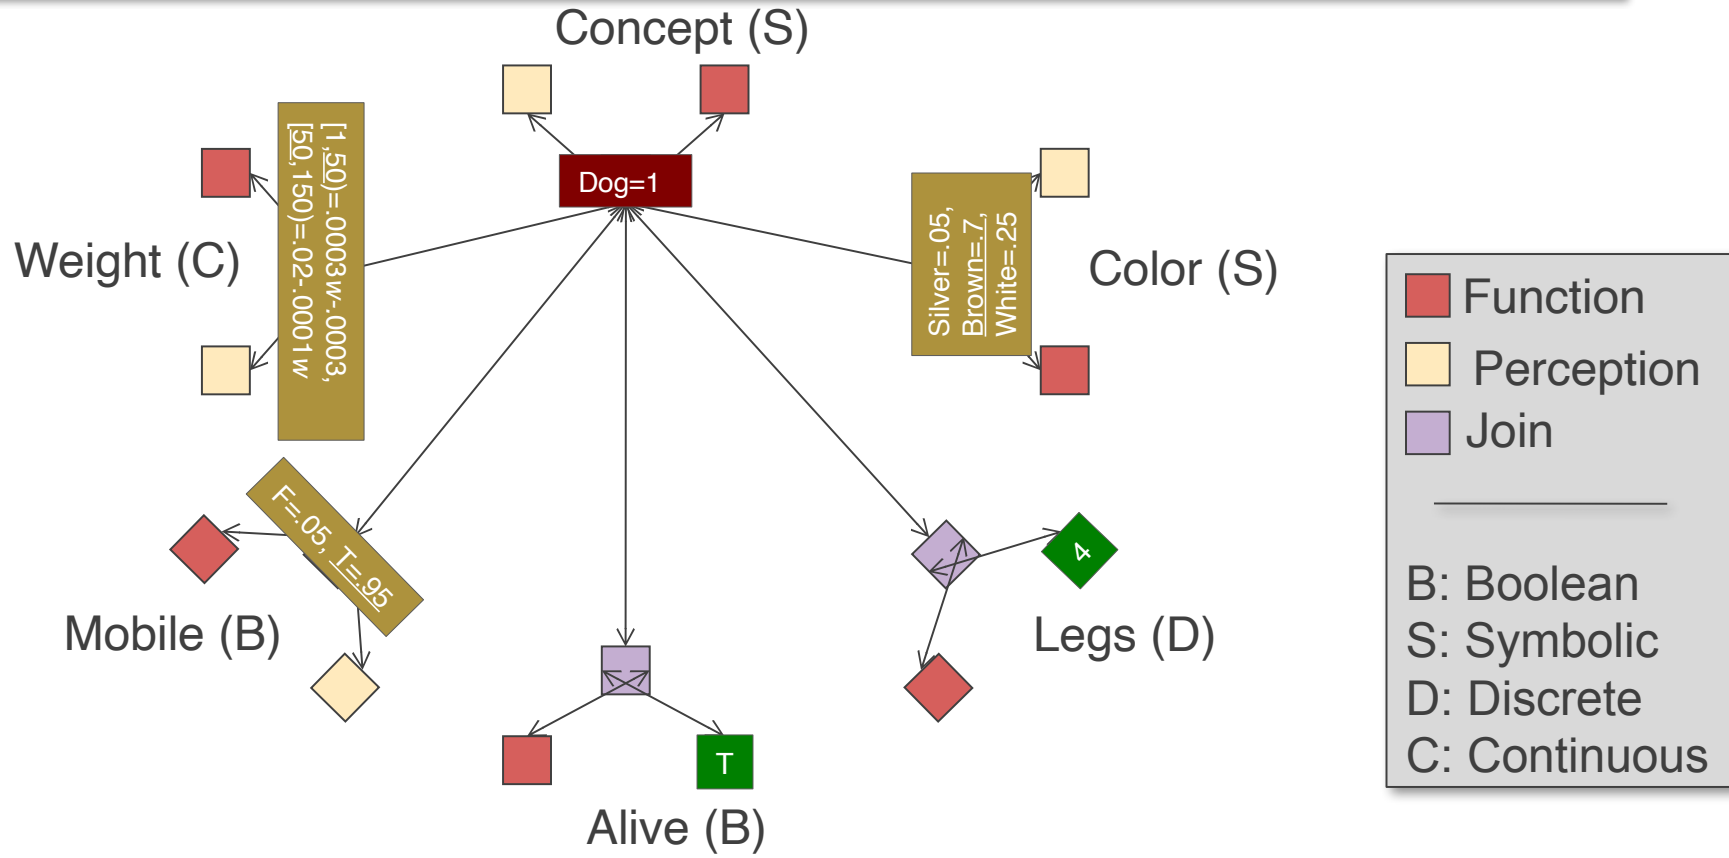 Concept (S)
Dog=1
[1,50)=.0003w-.0003,
[50,150)=.02-.0001w
Weight (C)
Silver=.05,
Brown=.7,
White=.25
Color (S)
F=.05, T=.95
Mobile (B)
T
Alive (B)
4
Legs (D)
Function
Perception
Join
B: Boolean
S: Symbolic
D: Discrete
C: Continuous